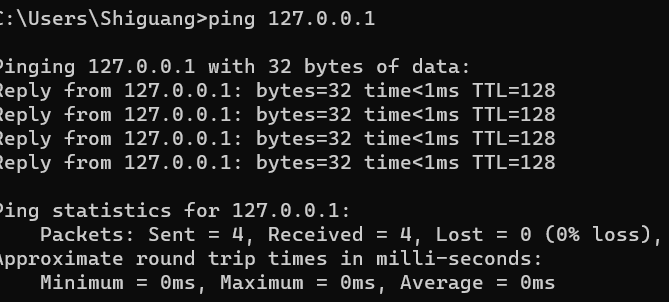 C:\Users\Shiguang>ping 127.0.0.1
Pinging 127.0.0.1 with 32 bytes of data:
Reply from 127.0.0.1: bytes=32 time<1ms TTL=128
Reply from 127.0.0.1: bytes=32 time<1ms TTL=128
Reply from 127.0.0.1: bytes=32 time<1ms TTL=128
Reply from 127.0.0.1: bytes=32 time<1ms TTL=128
Ping statistics for 127.0.0.1:
Packets: Sent = 4, Received = 4, Lost = 0 (0% loss),
Approximate round trip times in milli-seconds:
Minimum = 0ms, Maximum = 0ms, Average = 0ms